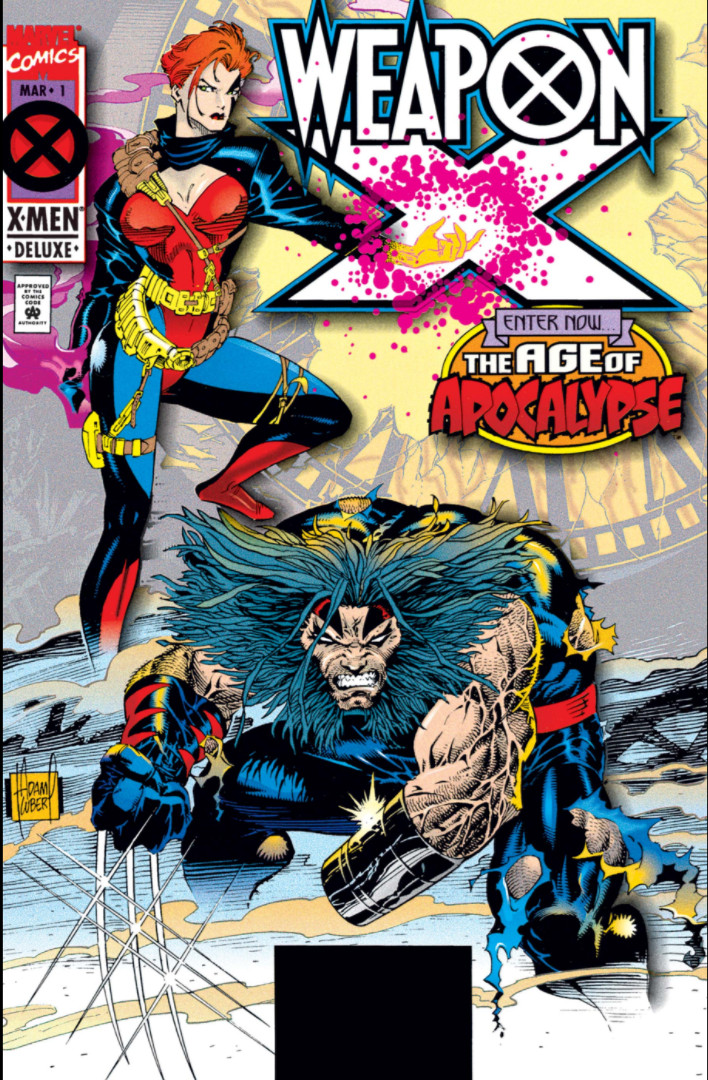 MARVEL
COMICS
MAR • 1
X-MEN
• DELUXE •
APPROVED
BY THE
COMICS
CODE
CA
AUTHORITY
WEAPON
X
ENTER NOW...
THE AGE OF
APOCALYPSE
ADAM
KUBERT